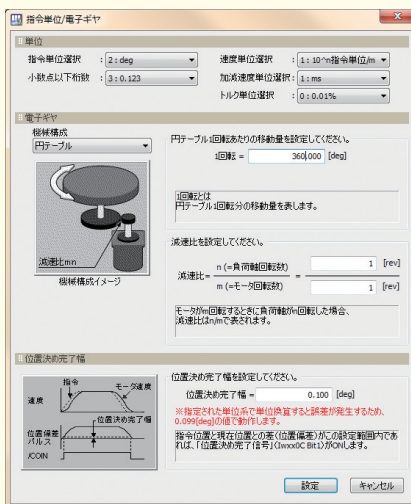 指令単位/電子ギヤ
単位
指令単位選択 : 2 : deg
速度単位選択 : 1 : 10^n指令単位/m
小数点以下桁数 : 3 : 0.123
加減速度単位選択 : 1 : ms
トルク単位選択 : 0 : 0.01%
電子ギヤ
機械構成
円テーブル
減速比mn
機械構成イメージ
円テーブル1回転あたりの移動量を設定してください。
1回転 = 360.000 [deg]
1回転とは
円テーブル1回転分の移動量を表します。
減速比を設定してください。
減速比= n (=負荷軸回転数) = 1 [rev]
m (=モータ回転数) 1 [rev]
モータがm回転するときに負荷軸がn回転した場合、
減速比はn/mで表されます。
位置決め完了幅
指令
モータ速度
速度
位置決め完了幅
位置偏差
パルス
/COIN
位置決め完了幅を設定してください。
位置決め完了幅 = 0.100 [deg]
※指定された単位系で単位換算すると誤差が発生するため、
0.099[deg]の値で動作します。
指令位置と現在位置との差(位置偏差)がこの設定範囲内であ
れば、「位置決め完了信号」(Iwxx0C Bit1)がONします。
設定
キャンセル